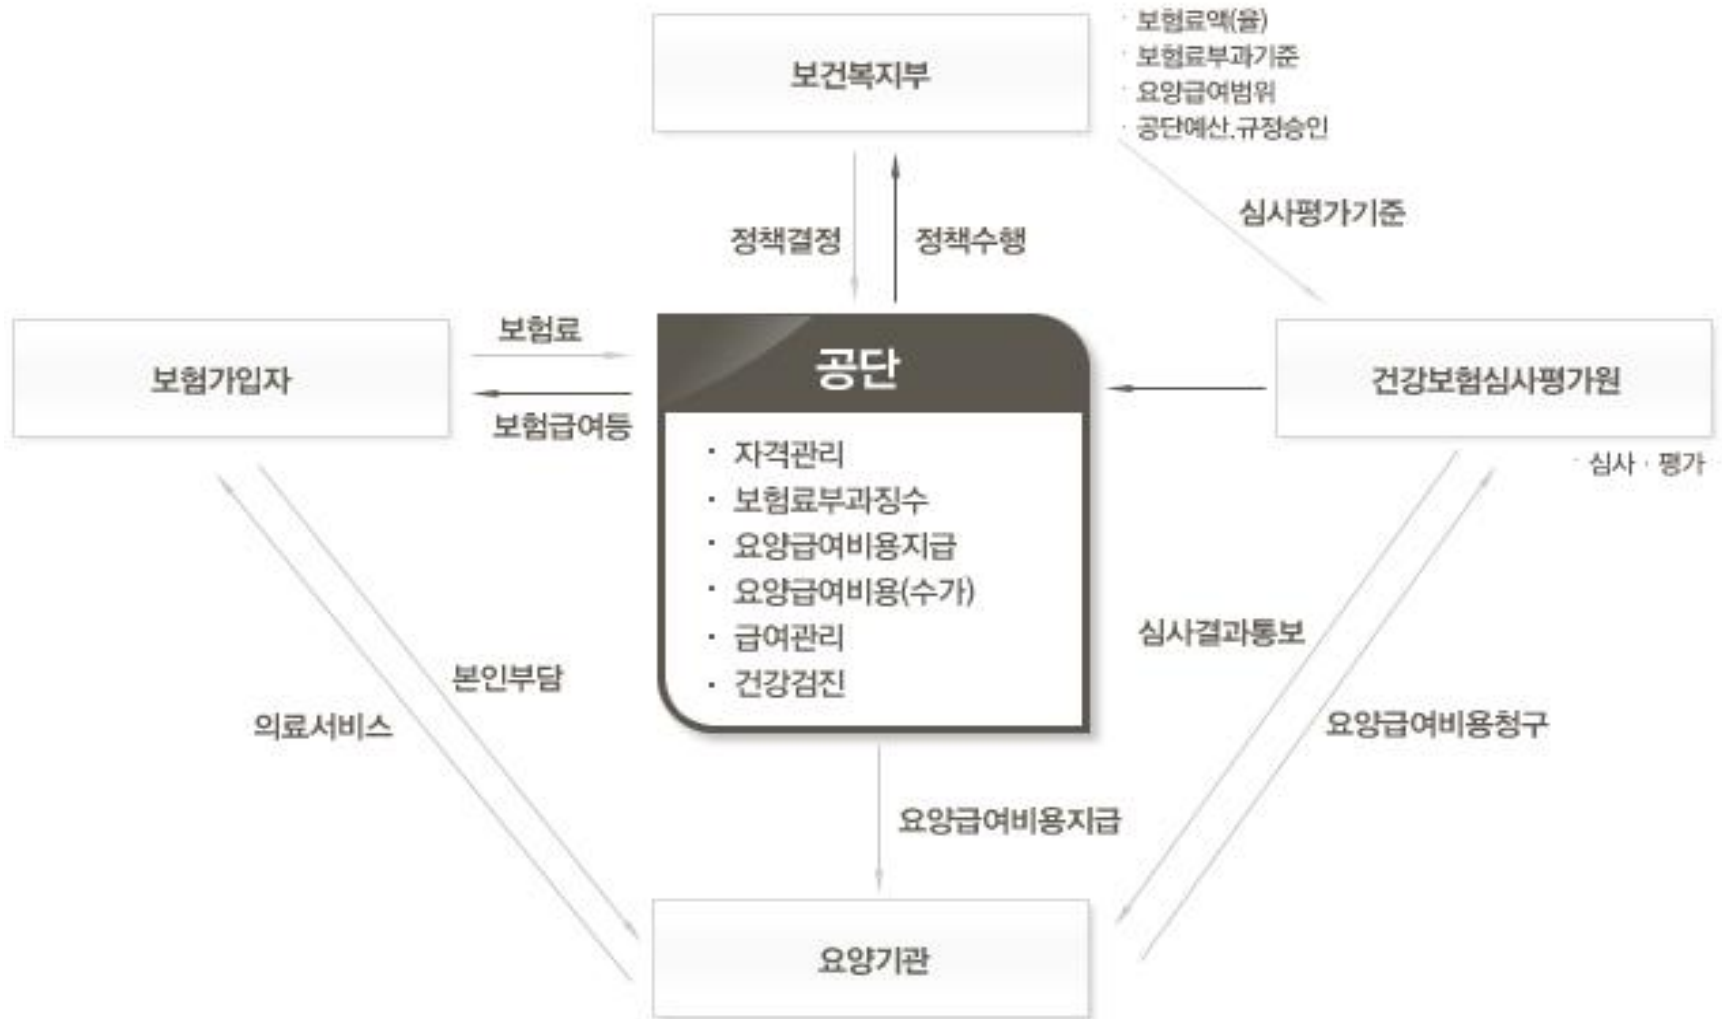 보건복지부
· 보험료액(율)
· 보험료부과기준
· 요양급여범위
· 공단예산.규정승인
정책결정
정책수행
심사평가기준
보험가입자
보험료
보험급여등
공단
· 자격관리
· 보험료부과징수
· 요양급여비용지급
· 요양급여비용(수가)
· 급여관리
· 건강검진
건강보험심사평가원
· 심사 · 평가
본인부담
의료서비스
심사결과통보
요양급여비용청구
요양급여비용지급
요양기관